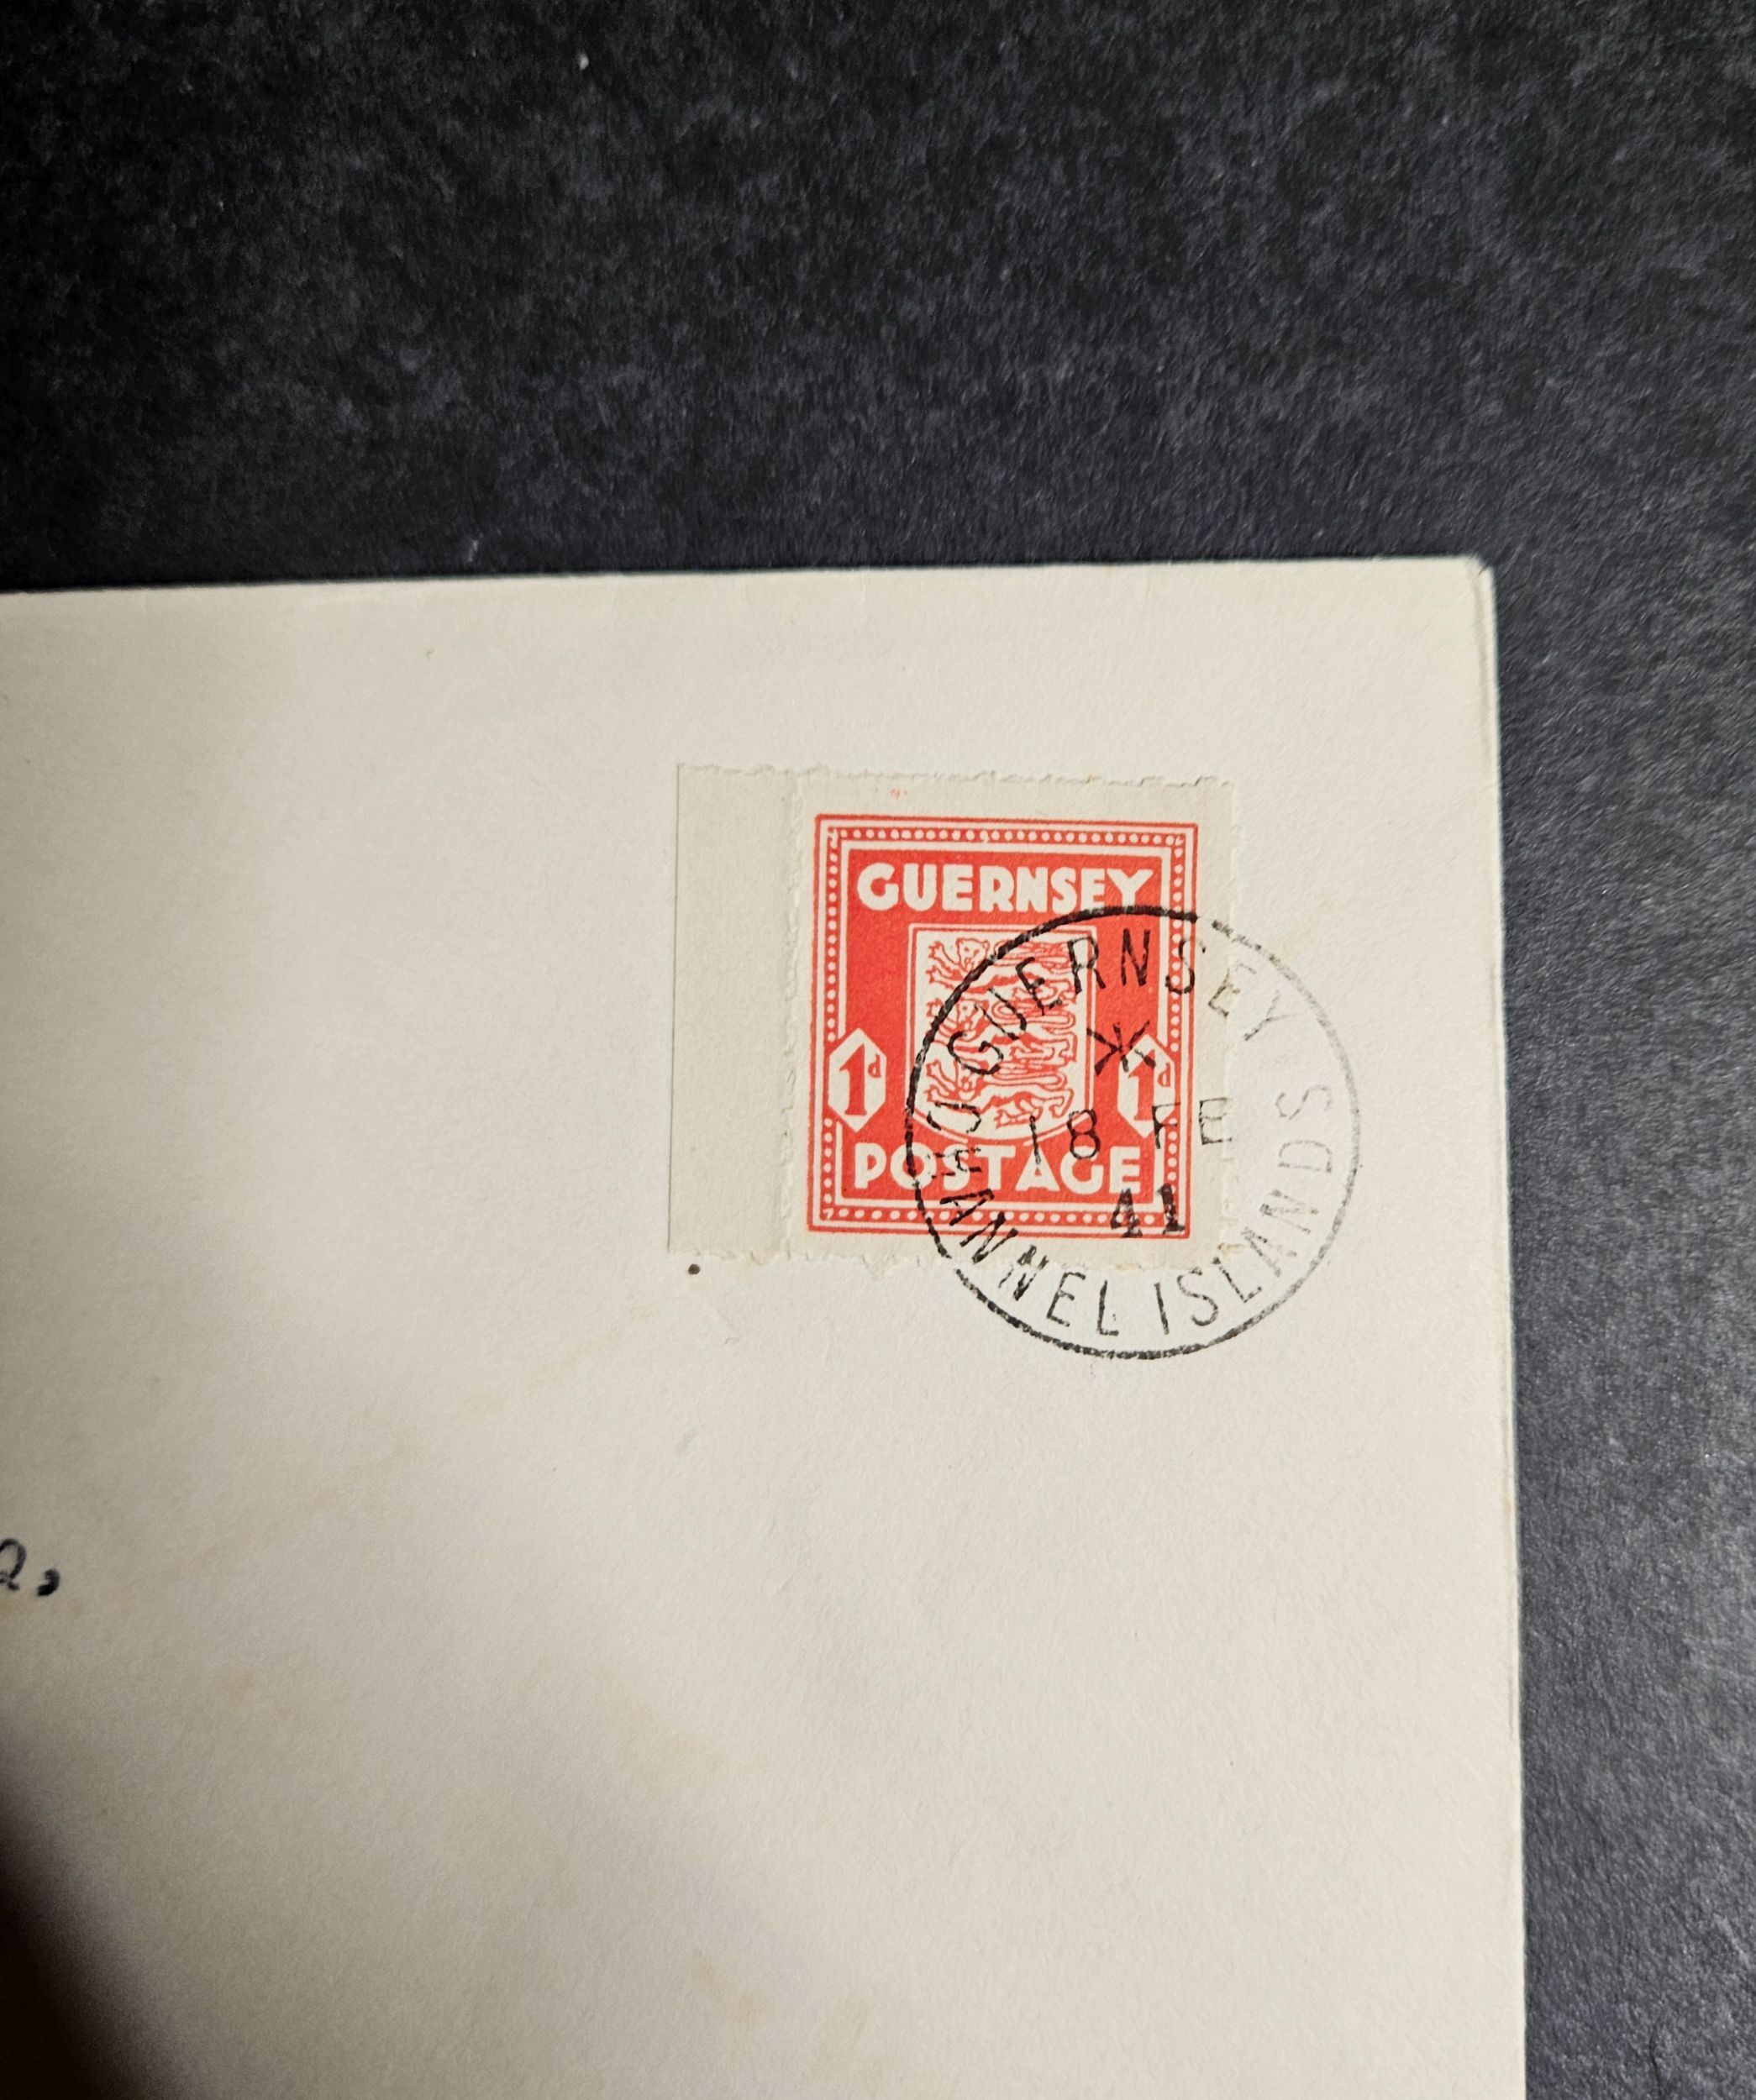 GUERNSEY
1d 1d
POSTAGE
GUERNSEY
18 FE
41
CHANNEL ISLANDS